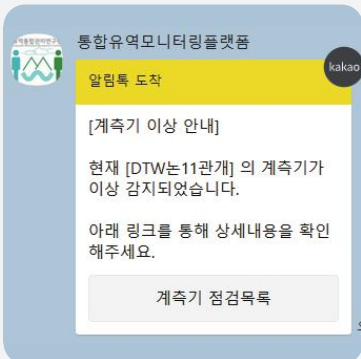 통합유역모니터링플랫폼
알림톡 도착
kakao
[계측기 이상 안내]
현재 [DTW논11관개] 의 계측기가
이상 감지되었습니다.
아래 링크를 통해 상세내용을 확인
해주세요.
계측기 점검목록